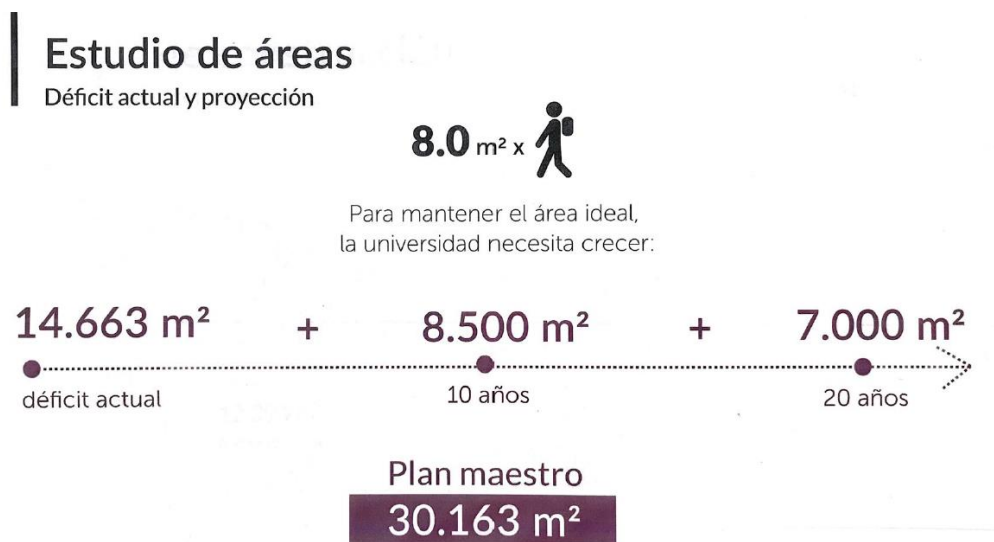 Estudio de áreas
Déficit actual y proyección
8.0 m² x
Para mantener el área ideal,
la universidad necesita crecer:
14.663 m² + 8.500 m² + 7.000 m²
déficit actual 10 años 20 años
Plan maestro
30.163 m²